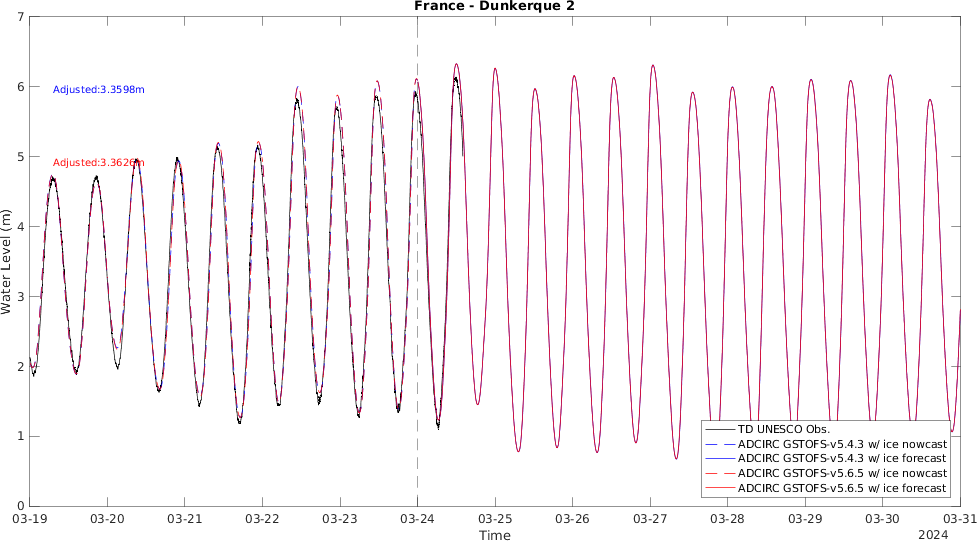 France - Dunkerque 2
7
6
5
4
3
2
1
0
Water Level (m)
Adjusted:3.3598m
Adjusted:3.3626m
TD UNESCO Obs.
ADCIRC GSTOFS-v5.4.3 w/ ice nowcast
ADCIRC GSTOFS-v5.4.3 w/ ice forecast
ADCIRC GSTOFS-v5.6.5 w/ ice nowcast
ADCIRC GSTOFS-v5.6.5 w/ ice forecast
03-19 03-20 03-21 03-22 03-23 03-24 03-25 03-26 03-27 03-28 03-29 03-30 03-31
Time
2024